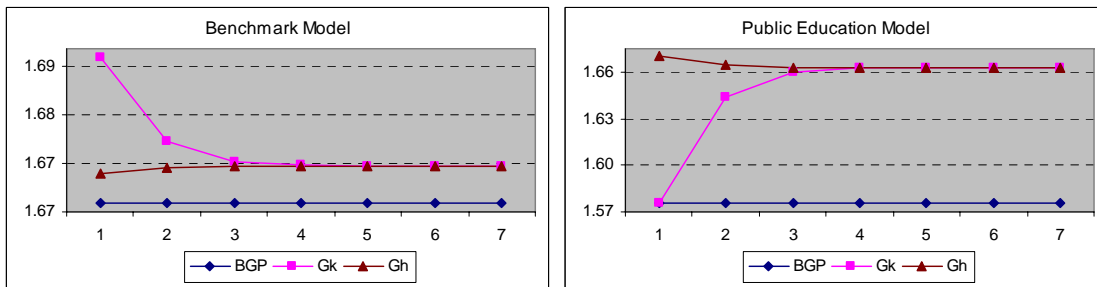 Benchmark Model
1.69
1.68
1.67
1.67
1 2 3 4 5 6 7
BGP Gk Gh
Public Education Model
1.66
1.63
1.60
1.57
1 2 3 4 5 6 7
BGP Gk Gh